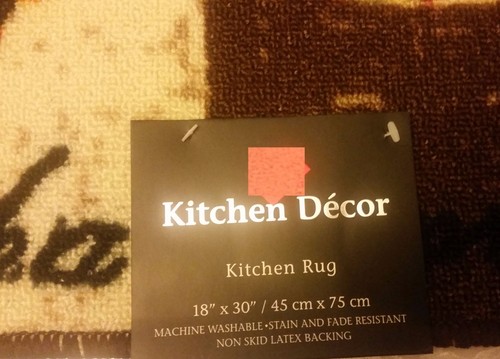 Kitchen Décor
Kitchen Rug
18" x 30" / 45 cm x 75 cm
MACHINE WASHABLE•STAIN AND FADE RESISTANT
NON SKID LATEX BACKING